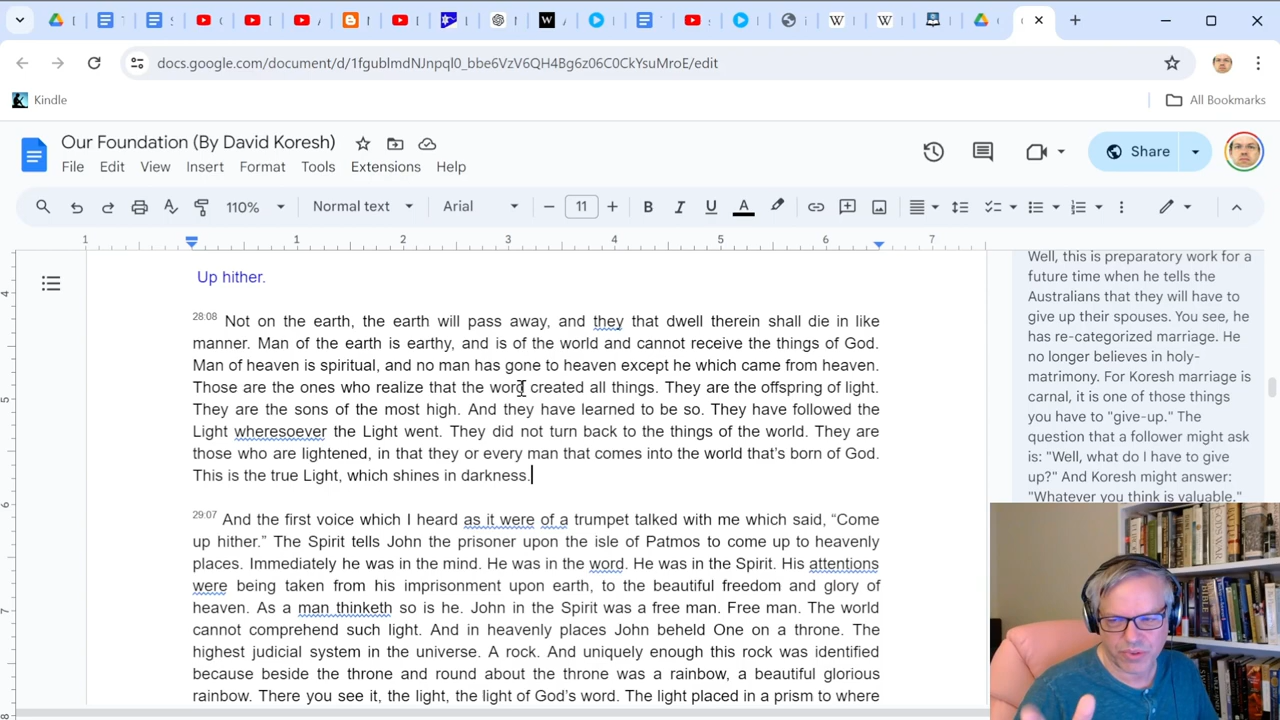 docs.google.com/document/d/1fgublmdNJnpql0_bbe6VzV6QH4Bg6z06C0CkYsuMroE/edit
Kindle
All Bookmarks
Our Foundation (By David Koresh)
File Edit View Insert Format Tools Extensions Help
Share
110% Normal text Arial 11
1 1 2 3 4 5 6 7
Up hither.
28:08 Not on the earth, the earth will pass away, and they that dwell therein shall die in like
manner. Man of the earth is earthy, and is of the world and cannot receive the things of God.
Man of heaven is spiritual, and no man has gone to heaven except he which came from heaven.
Those are the ones who realize that the word created all things. They are the offspring of light.
They are the sons of the most high. And they have learned to be so. They have followed the
Light wheresoever the Light went. They did not turn back to the things of the world. They are
those who are lightened, in that they or every man that comes into the world that's born of God.
This is the true Light, which shines in darkness.
29:07 And the first voice which I heard as it were of a trumpet talked with me which said, “Come
up hither.” The Spirit tells John the prisoner upon the isle of Patmos to come up to heavenly
places. Immediately he was in the mind. He was in the word. He was in the Spirit. His attentions
were being taken from his imprisonment upon earth, to the beautiful freedom and glory of
heaven. As a man thinketh so is he. John in the Spirit was a free man. Free man. The world
cannot comprehend such light. And in heavenly places John beheld One on a throne. The
highest judicial system in the universe. A rock. And uniquely enough this rock was identified
because beside the throne and round about the throne was a rainbow, a beautiful glorious
rainbow. There you see it, the light, the light of God's word. The light placed in a prism to where
Well, this is preparatory work for a
future time when he tells the
Australians that they will have to
give up their spouses. You see, he
has re-categorized marriage. He
no longer believes in holy-
matrimony. For Koresh marriage is
carnal, it is one of those things
you have to "give-up." The
question that a follower might ask
is: "Well, what do I have to give
up?" And Koresh might answer:
"Whatever you think is valuable."